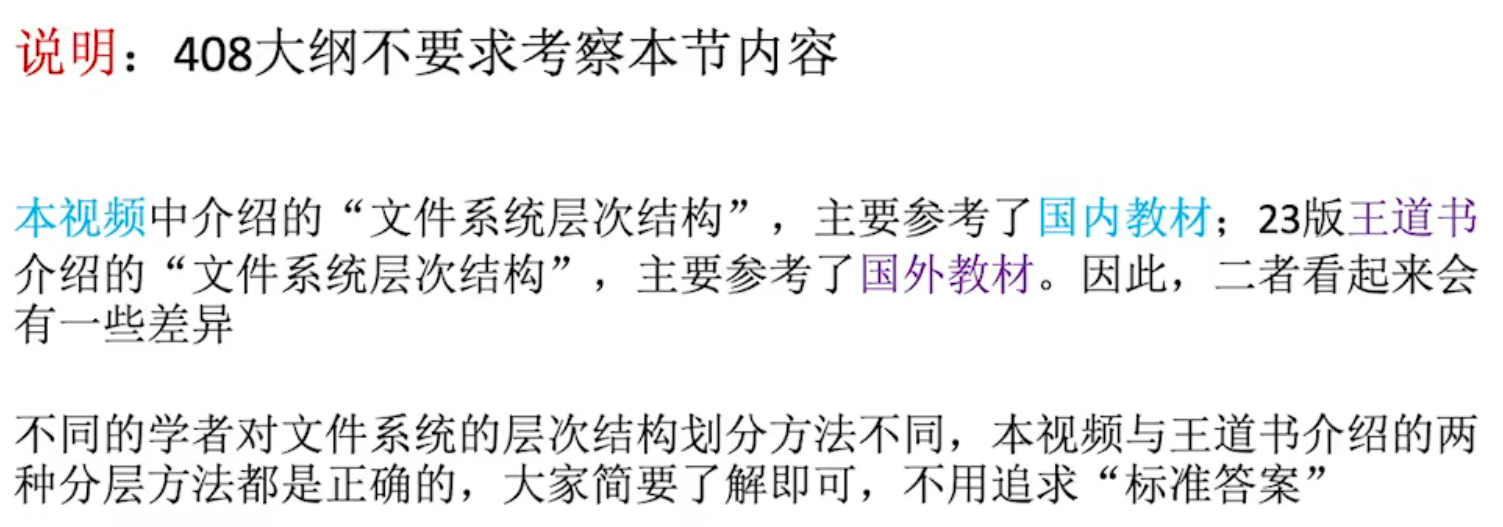 说明：408大纲不要求考察本节内容
本视频中介绍的“文件系统层次结构”，主要参考了国内教材；23版王道书
介绍的“文件系统层次结构”，主要参考了国外教材。因此，二者看起来会
有一些差异
不同的学者对文件系统的层次结构划分方法不同，本视频与王道书介绍的两
种分层方法都是正确的，大家简要了解即可，不用追求“标准答案”